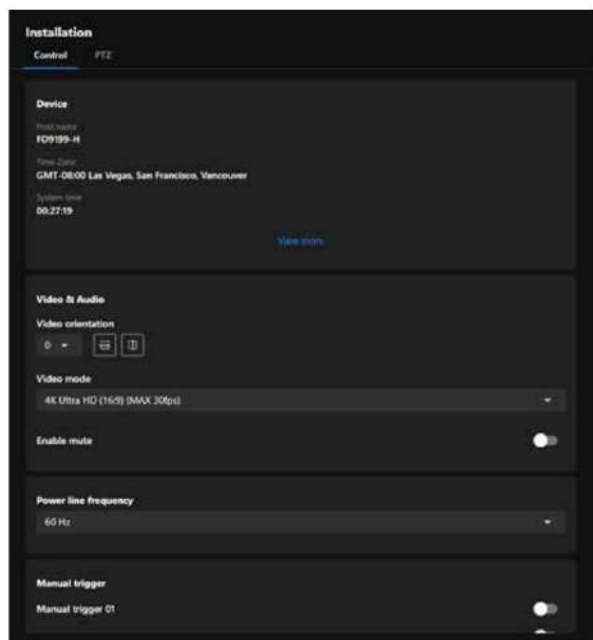 Installation
Control PTZ
Device
Host name
FD9199-H
Time Zone
GMT-08:00 Las Vegas, San Francisco, Vancouver
System time
00:27:19
View more
Video & Audio
Video orientation
0
Video mode
4K Ultra HD (16:9) (MAX 30fps)
Enable mute
Power line frequency
60 Hz
Manual trigger
Manual trigger 01